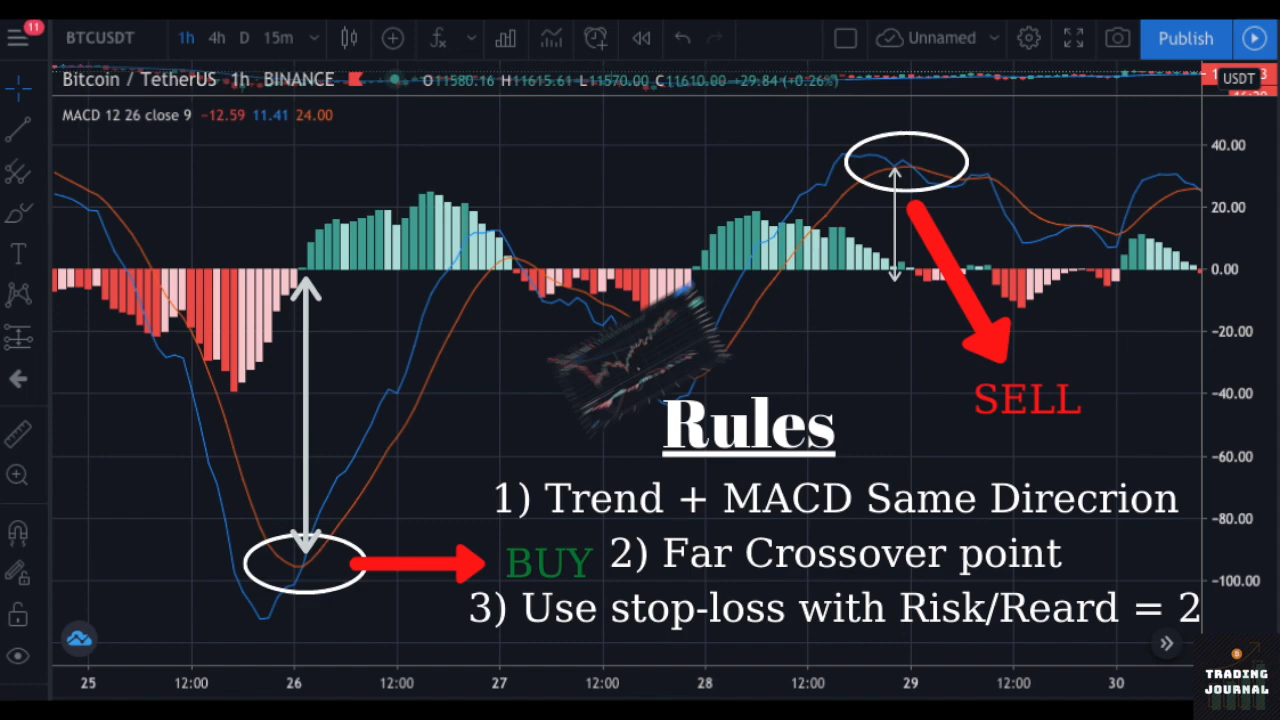 11
BTCUSDT 1h 4h D 15m Unnamed Publish
Bitcoin / TetherUS 1h BINANCE O11580.16 H11615.61 L11570.00 C11610.00 +29.84 (+0.26%) USDT
MACD 12 26 close 9 −12.59 11.41 24.00
40.00
20.00
0.00
−20.00
−40.00
SELL
Rules
−60.00
1) Trend + MACD Same Direcrion
−80.00
BUY 2) Far Crossover point
−100.00
3) Use stop-loss with Risk/Reard = 2
25 12:00 26 12:00 27 12:00 28 12:00 29 12:00 30
TRADING
JOURNAL